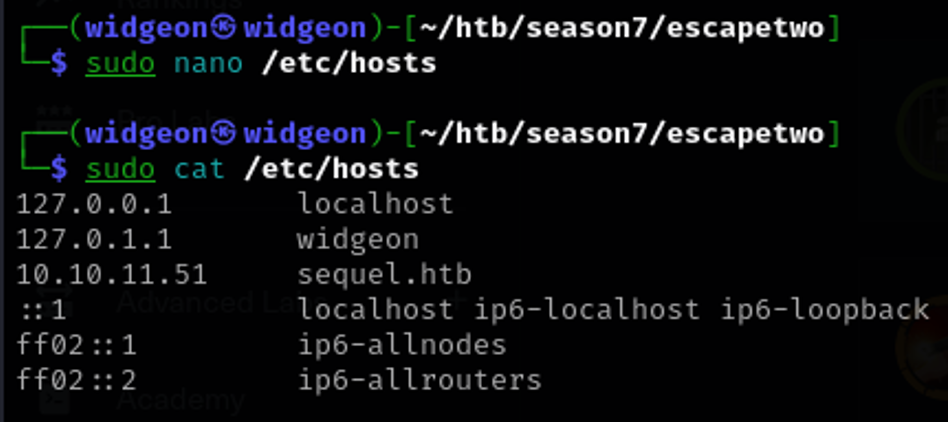 ┌──(widgeon㉿widgeon)-[~/htb/season7/escapetwo]
└─$ sudo nano /etc/hosts
┌──(widgeon㉿widgeon)-[~/htb/season7/escapetwo]
└─$ sudo cat /etc/hosts
127.0.0.1 localhost
127.0.1.1 widgeon
10.10.11.51 sequel.htb
::1 localhost ip6-localhost ip6-loopback
ff02::1 ip6-allnodes
ff02::2 ip6-allrouters
Academy